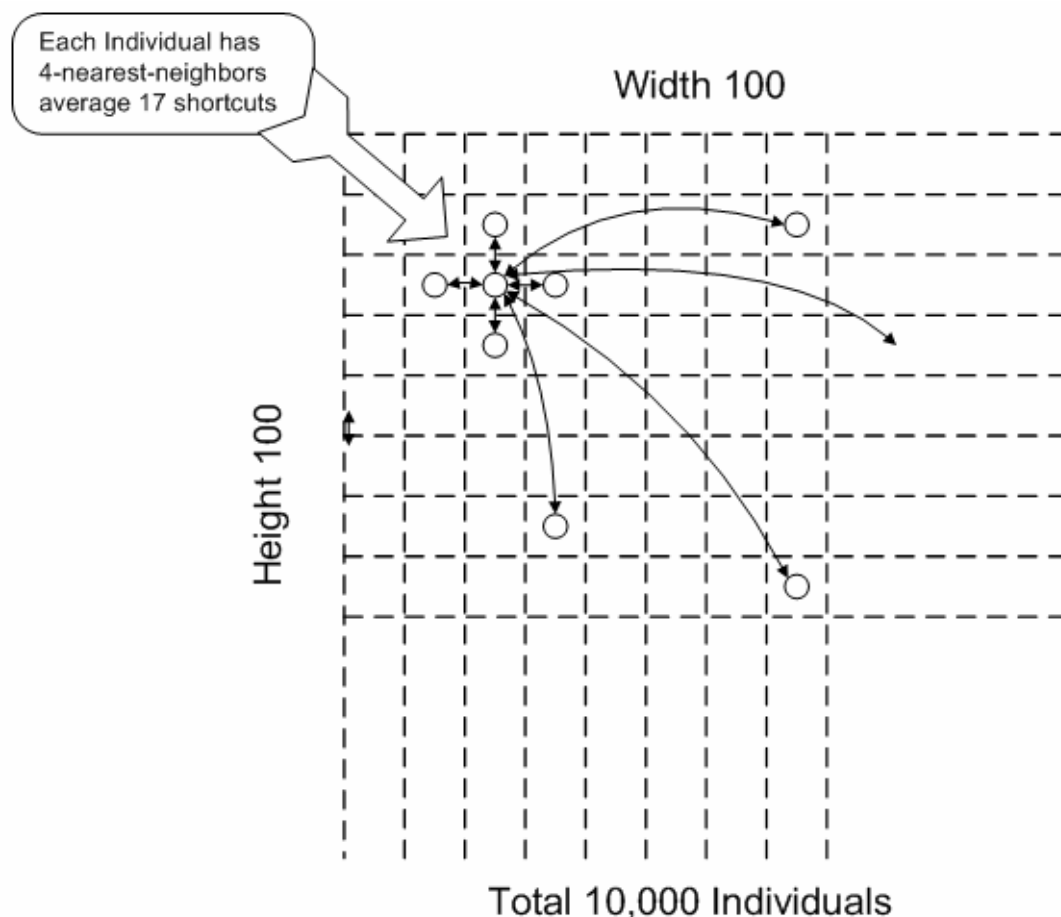 Each Individual has
4-nearest-neighbors
average 17 shortcuts
Width 100
Height 100
Total 10,000 Individuals